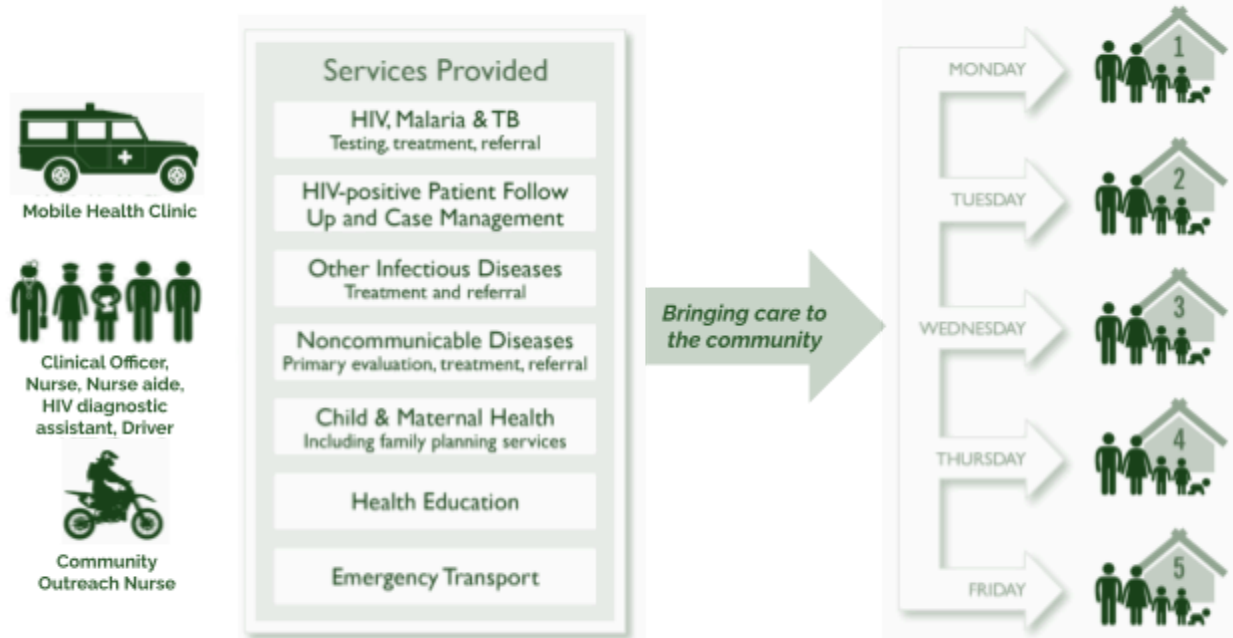 Mobile Health Clinic
Clinical Officer,
Nurse, Nurse aide,
HIV diagnostic
assistant, Driver
Community
Outreach Nurse
Services Provided
HIV, Malaria & TB
Testing, treatment, referral
HIV-positive Patient Follow
Up and Case Management
Other Infectious Diseases
Treatment and referral
Noncommunicable Diseases
Primary evaluation, treatment, referral
Child & Maternal Health
Including family planning services
Health Education
Emergency Transport
Bringing care to
the community
MONDAY
1
TUESDAY
2
WEDNESDAY
3
THURSDAY
4
FRIDAY
5